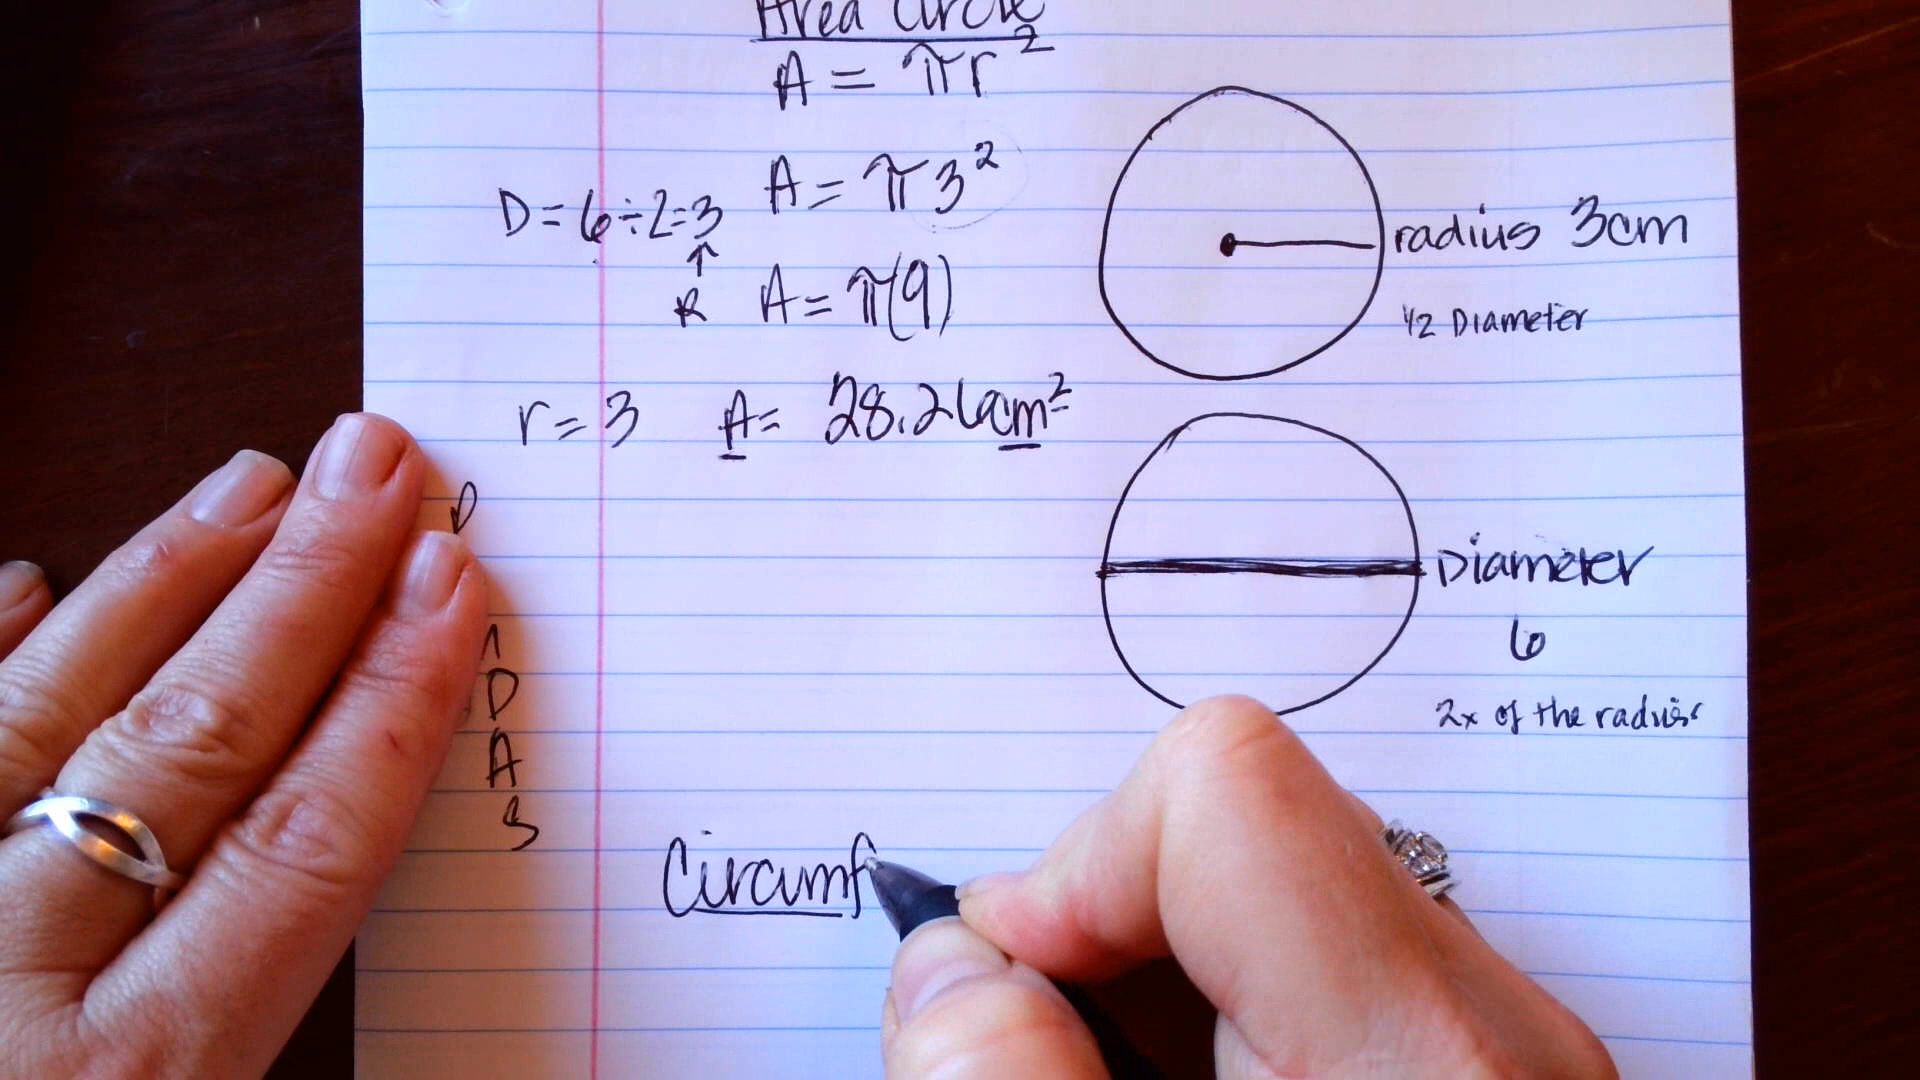 Area Circle
A = πr²
A = π3²
D = 6 ÷ 2 = 3
↑
R
A = π(9)
r = 3
A = 28.26cm²
radius 3cm
1/2 Diameter
Diameter
6
2x of the radius
P
D
A
S
Circumf